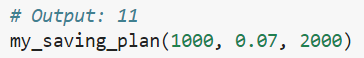 # Output: 11
my_saving_plan(1000, 0.07, 2000)